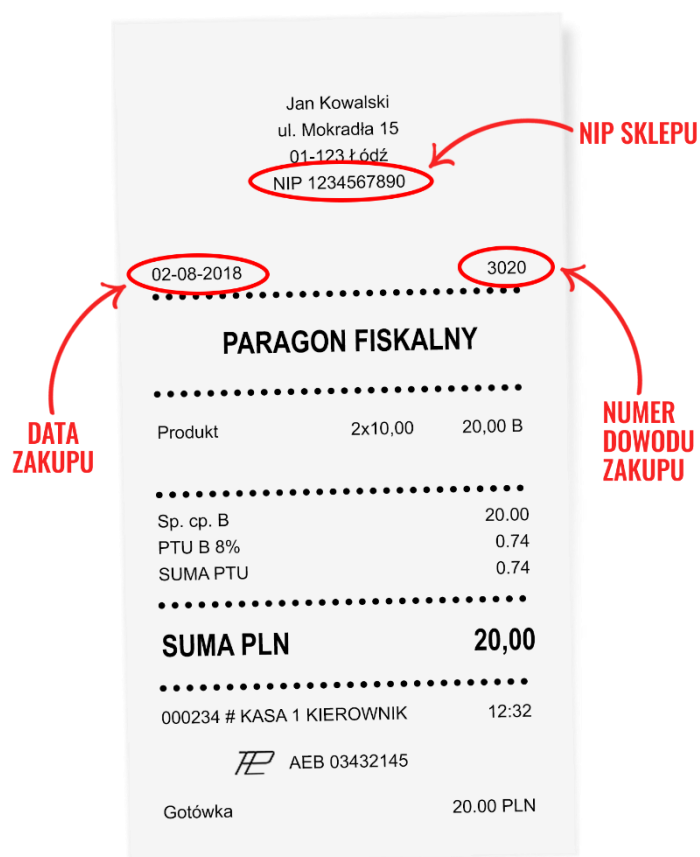 Jan Kowalski
ul. Mokradła 15
01-123 Łódź
NIP 1234567890
NIP SKLEPU
02-08-2018 3020
PARAGON FISKALNY
Produkt 2x10,00 20,00 B
DATA
ZAKUPU
NUMER
DOWODU
ZAKUPU
Sp. cp. B 20.00
PTU B 8% 0.74
SUMA PTU 0.74
SUMA PLN 20,00
000234 # KASA 1 KIEROWNIK 12:32
AEB 03432145
Gotówka 20.00 PLN